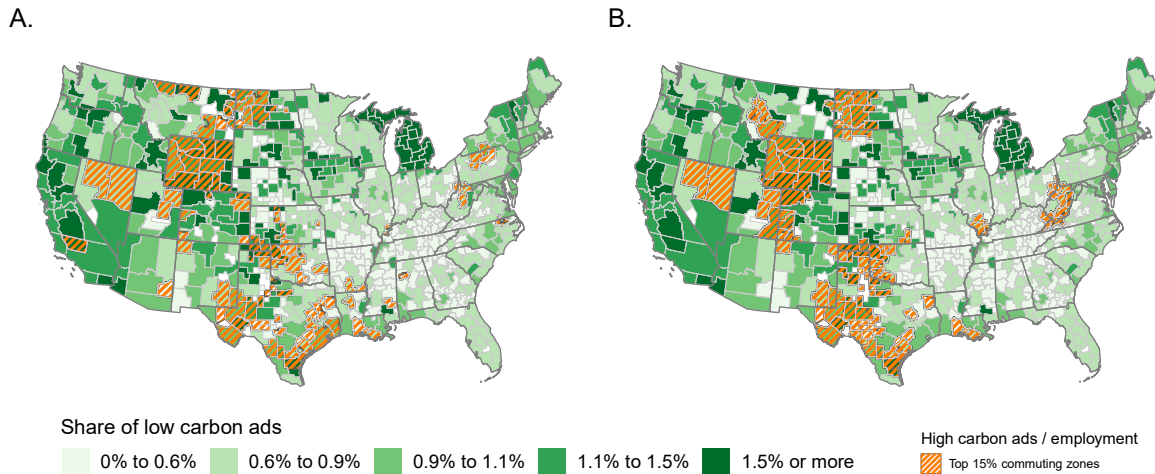 A.
B.
Share of low carbon ads
0% to 0.6%
0.6% to 0.9%
0.9% to 1.1%
1.1% to 1.5%
1.5% or more
High carbon ads / employment
Top 15% commuting zones